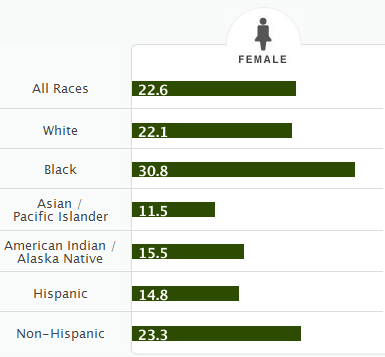 FEMALE
All Races 22.6
White 22.1
Black 30.8
Asian /
Pacific Islander 11.5
American Indian /
Alaska Native 15.5
Hispanic 14.8
Non-Hispanic 23.3